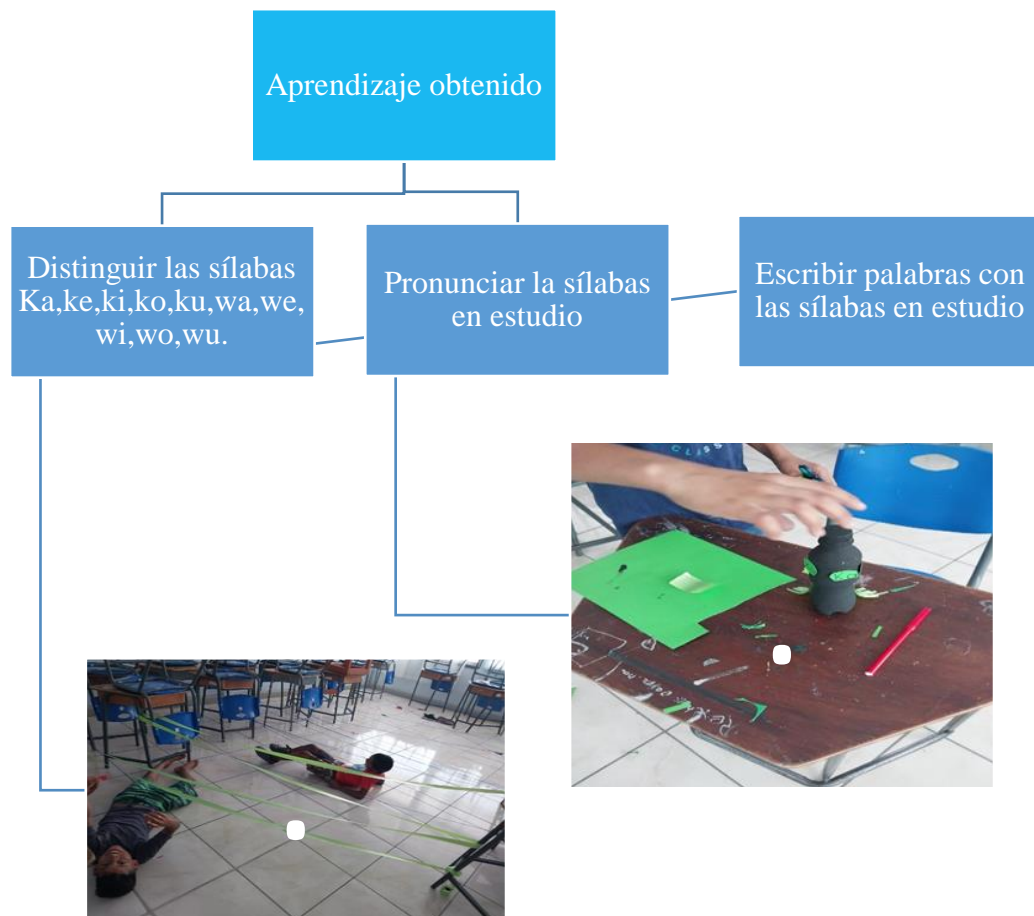 Aprendizaje obtenido
Distinguir las sílabas
Ka,ke,ki,ko,ku,wa,we,
wi,wo,wu.
Pronunciar la sílabas
en estudio
Escribir palabras con
las sílabas en estudio